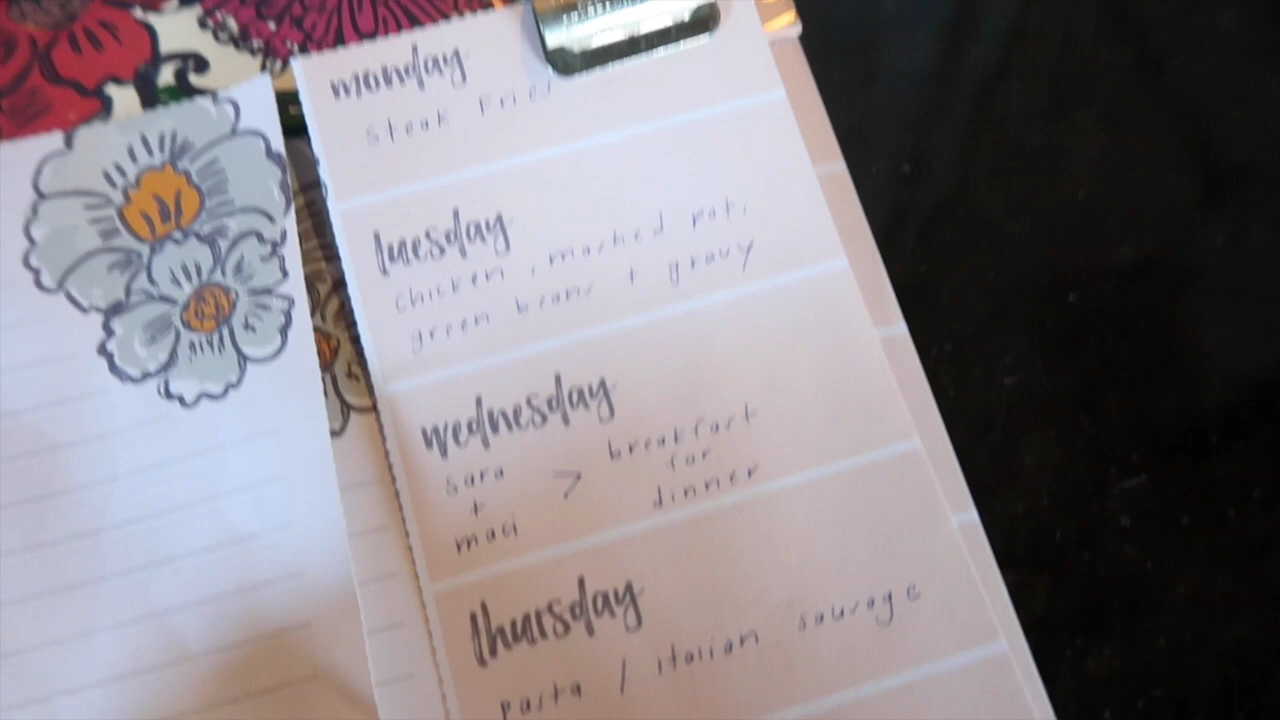 monday
steak fries
tuesday
chicken, mashed pot,
green beans + gravy
wednesday
sara + maci > breakfast for dinner
thursday
pasta / italian sausage